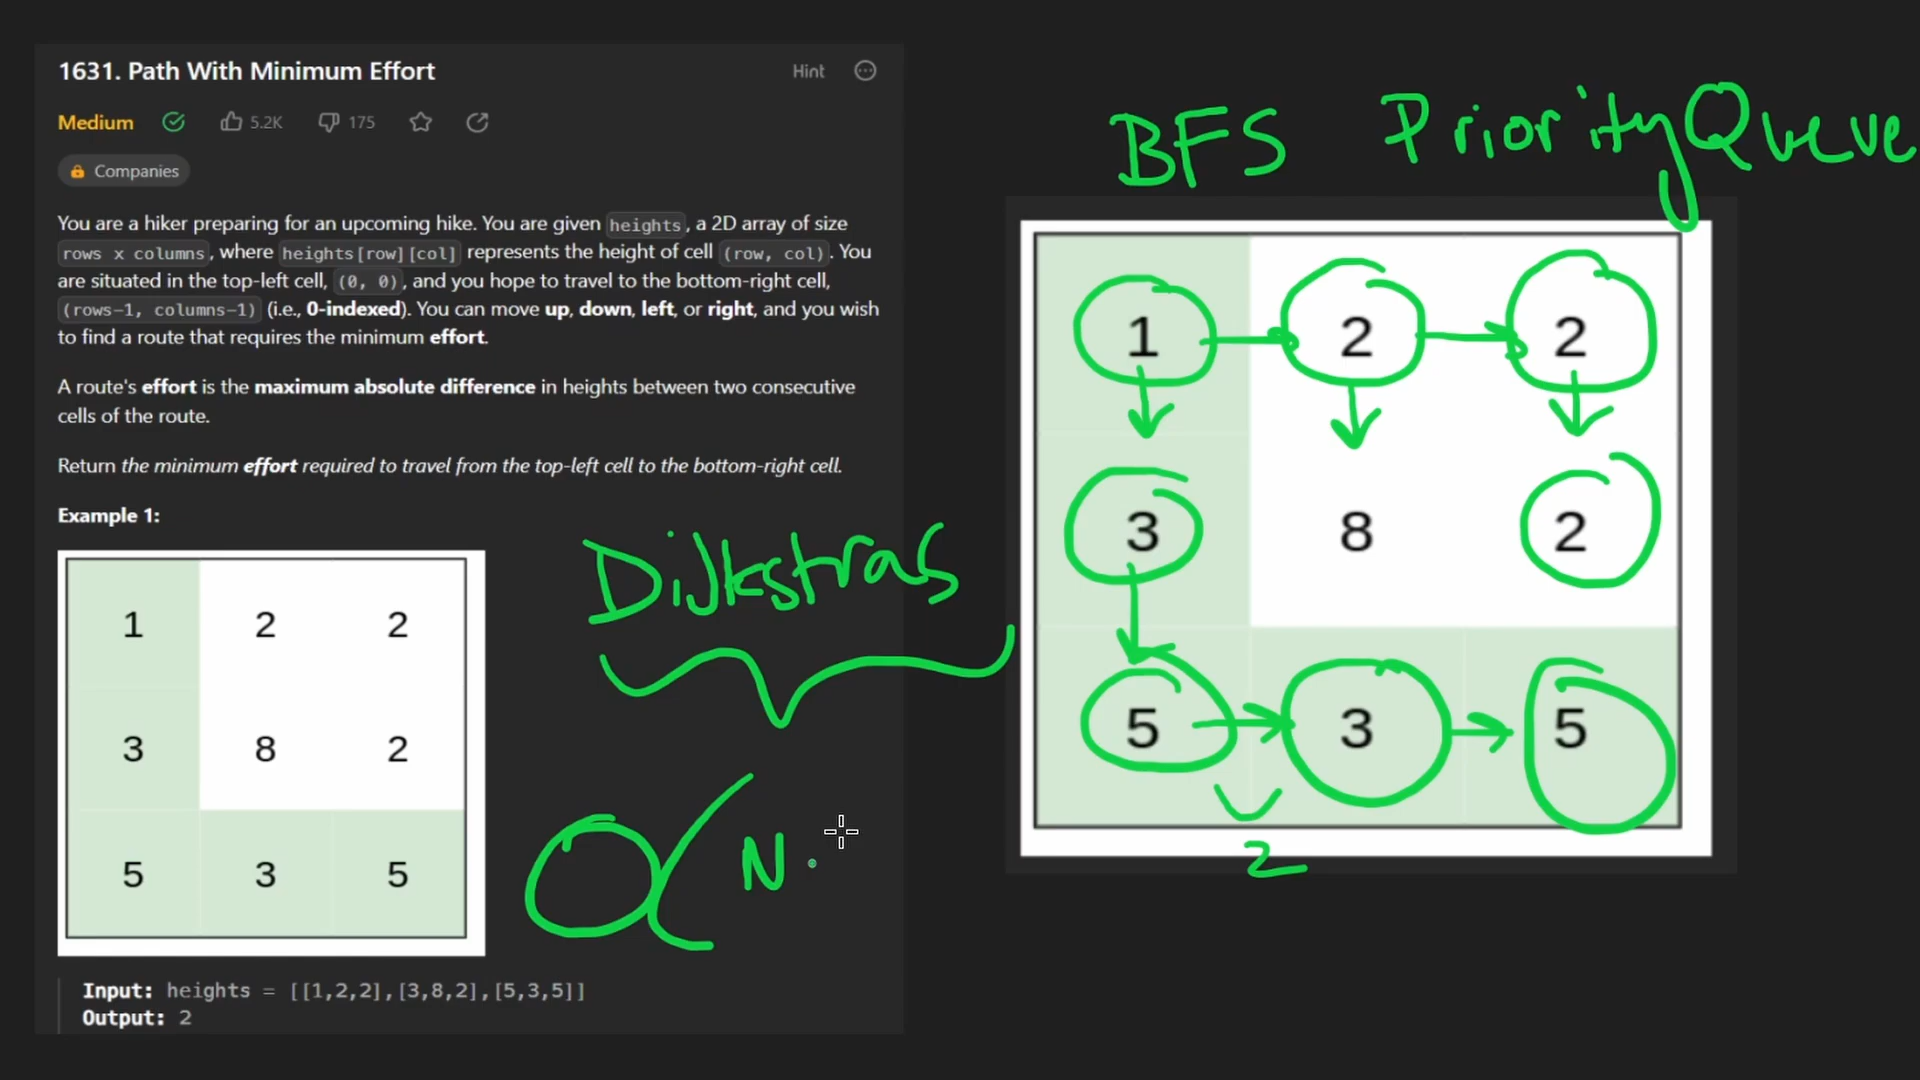 1631. Path With Minimum Effort
Hint
Medium 5.2K 175
Companies
You are a hiker preparing for an upcoming hike. You are given heights, a 2D array of size
rows x columns, where heights[row][col] represents the height of cell (row, col). You
are situated in the top-left cell, (0, 0), and you hope to travel to the bottom-right cell,
(rows-1, columns-1) (i.e., 0-indexed). You can move up, down, left, or right, and you wish
to find a route that requires the minimum effort.
A route's effort is the maximum absolute difference in heights between two consecutive
cells of the route.
Return the minimum effort required to travel from the top-left cell to the bottom-right cell.
Example 1:
1 2 2
3 8 2
5 3 5
Input: heights = [[1,2,2],[3,8,2],[5,3,5]]
Output: 2
Dijkstras
O( N ·
BFS PriorityQueue
1 2 2
3 8 2
5 3 5
2